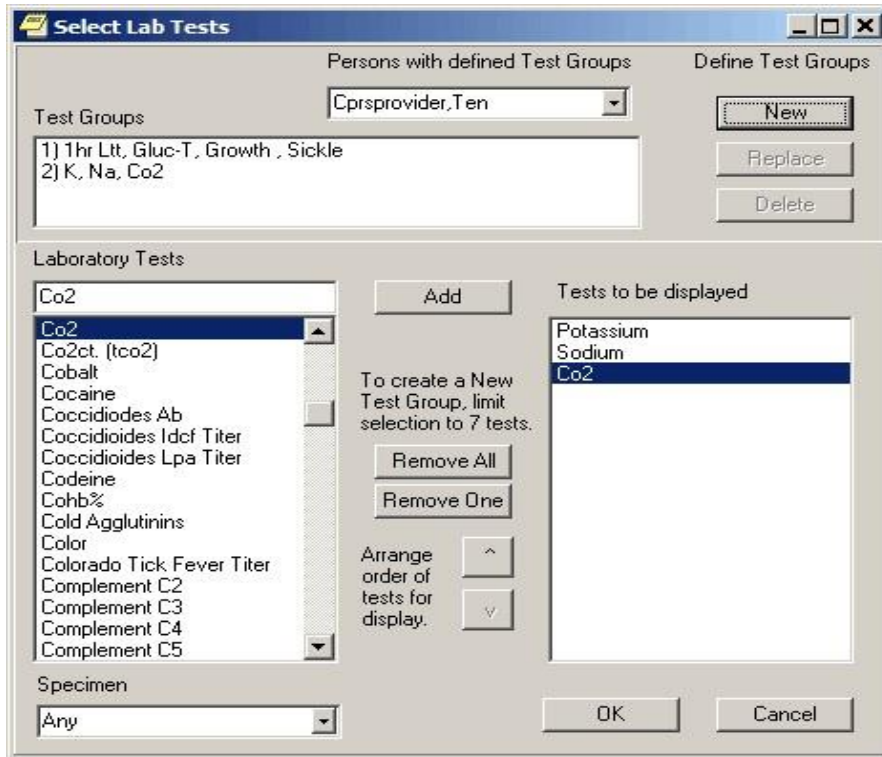 Select Lab Tests
Persons with defined Test Groups
Define Test Groups
Cprsprovider,Ten
New
Test Groups
1) 1hr Ltt, Gluc-T, Growth , Sickle
2) K, Na, Co2
Replace
Delete
Laboratory Tests
Co2
Add
Tests to be displayed
Co2
Co2ct. (tco2)
Cobalt
Cocaine
Coccidiodes Ab
Coccidioides Idcf Titer
Coccidioides Lpa Titer
Codeine
Cohb%
Cold Agglutinins
Color
Colorado Tick Fever Titer
Complement C2
Complement C3
Complement C4
Complement C5
To create a New
Test Group, limit
selection to 7 tests.
Remove All
Remove One
Arrange
order of
tests for
display.
^
v
Potassium
Sodium
Co2
Specimen
Any
OK
Cancel